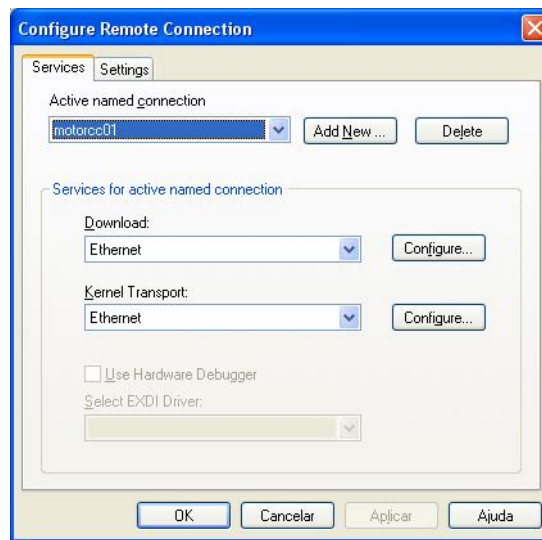 Configure Remote Connection
Services Settings
Active named connection
motorcc01 Add New ... Delete
Services for active named connection
Download:
Ethernet Configure...
Kernel Transport:
Ethernet Configure...
Use Hardware Debugger
Select EXDI Driver:
OK Cancelar Aplicar Ajuda